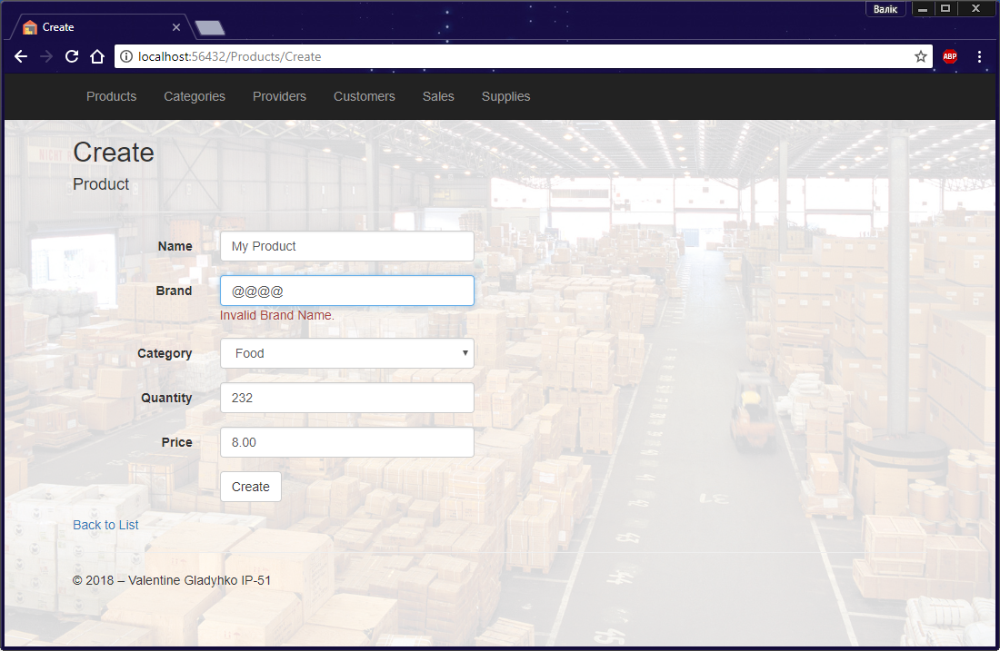 Валік
Create
localhost:56432/Products/Create
ABP
Products Categories Providers Customers Sales Supplies
Create
Product
Name My Product
Brand @@@@
Invalid Brand Name.
Category Food
Quantity 232
Price 8.00
Create
Back to List
© 2018 – Valentine Gladyhko IP-51